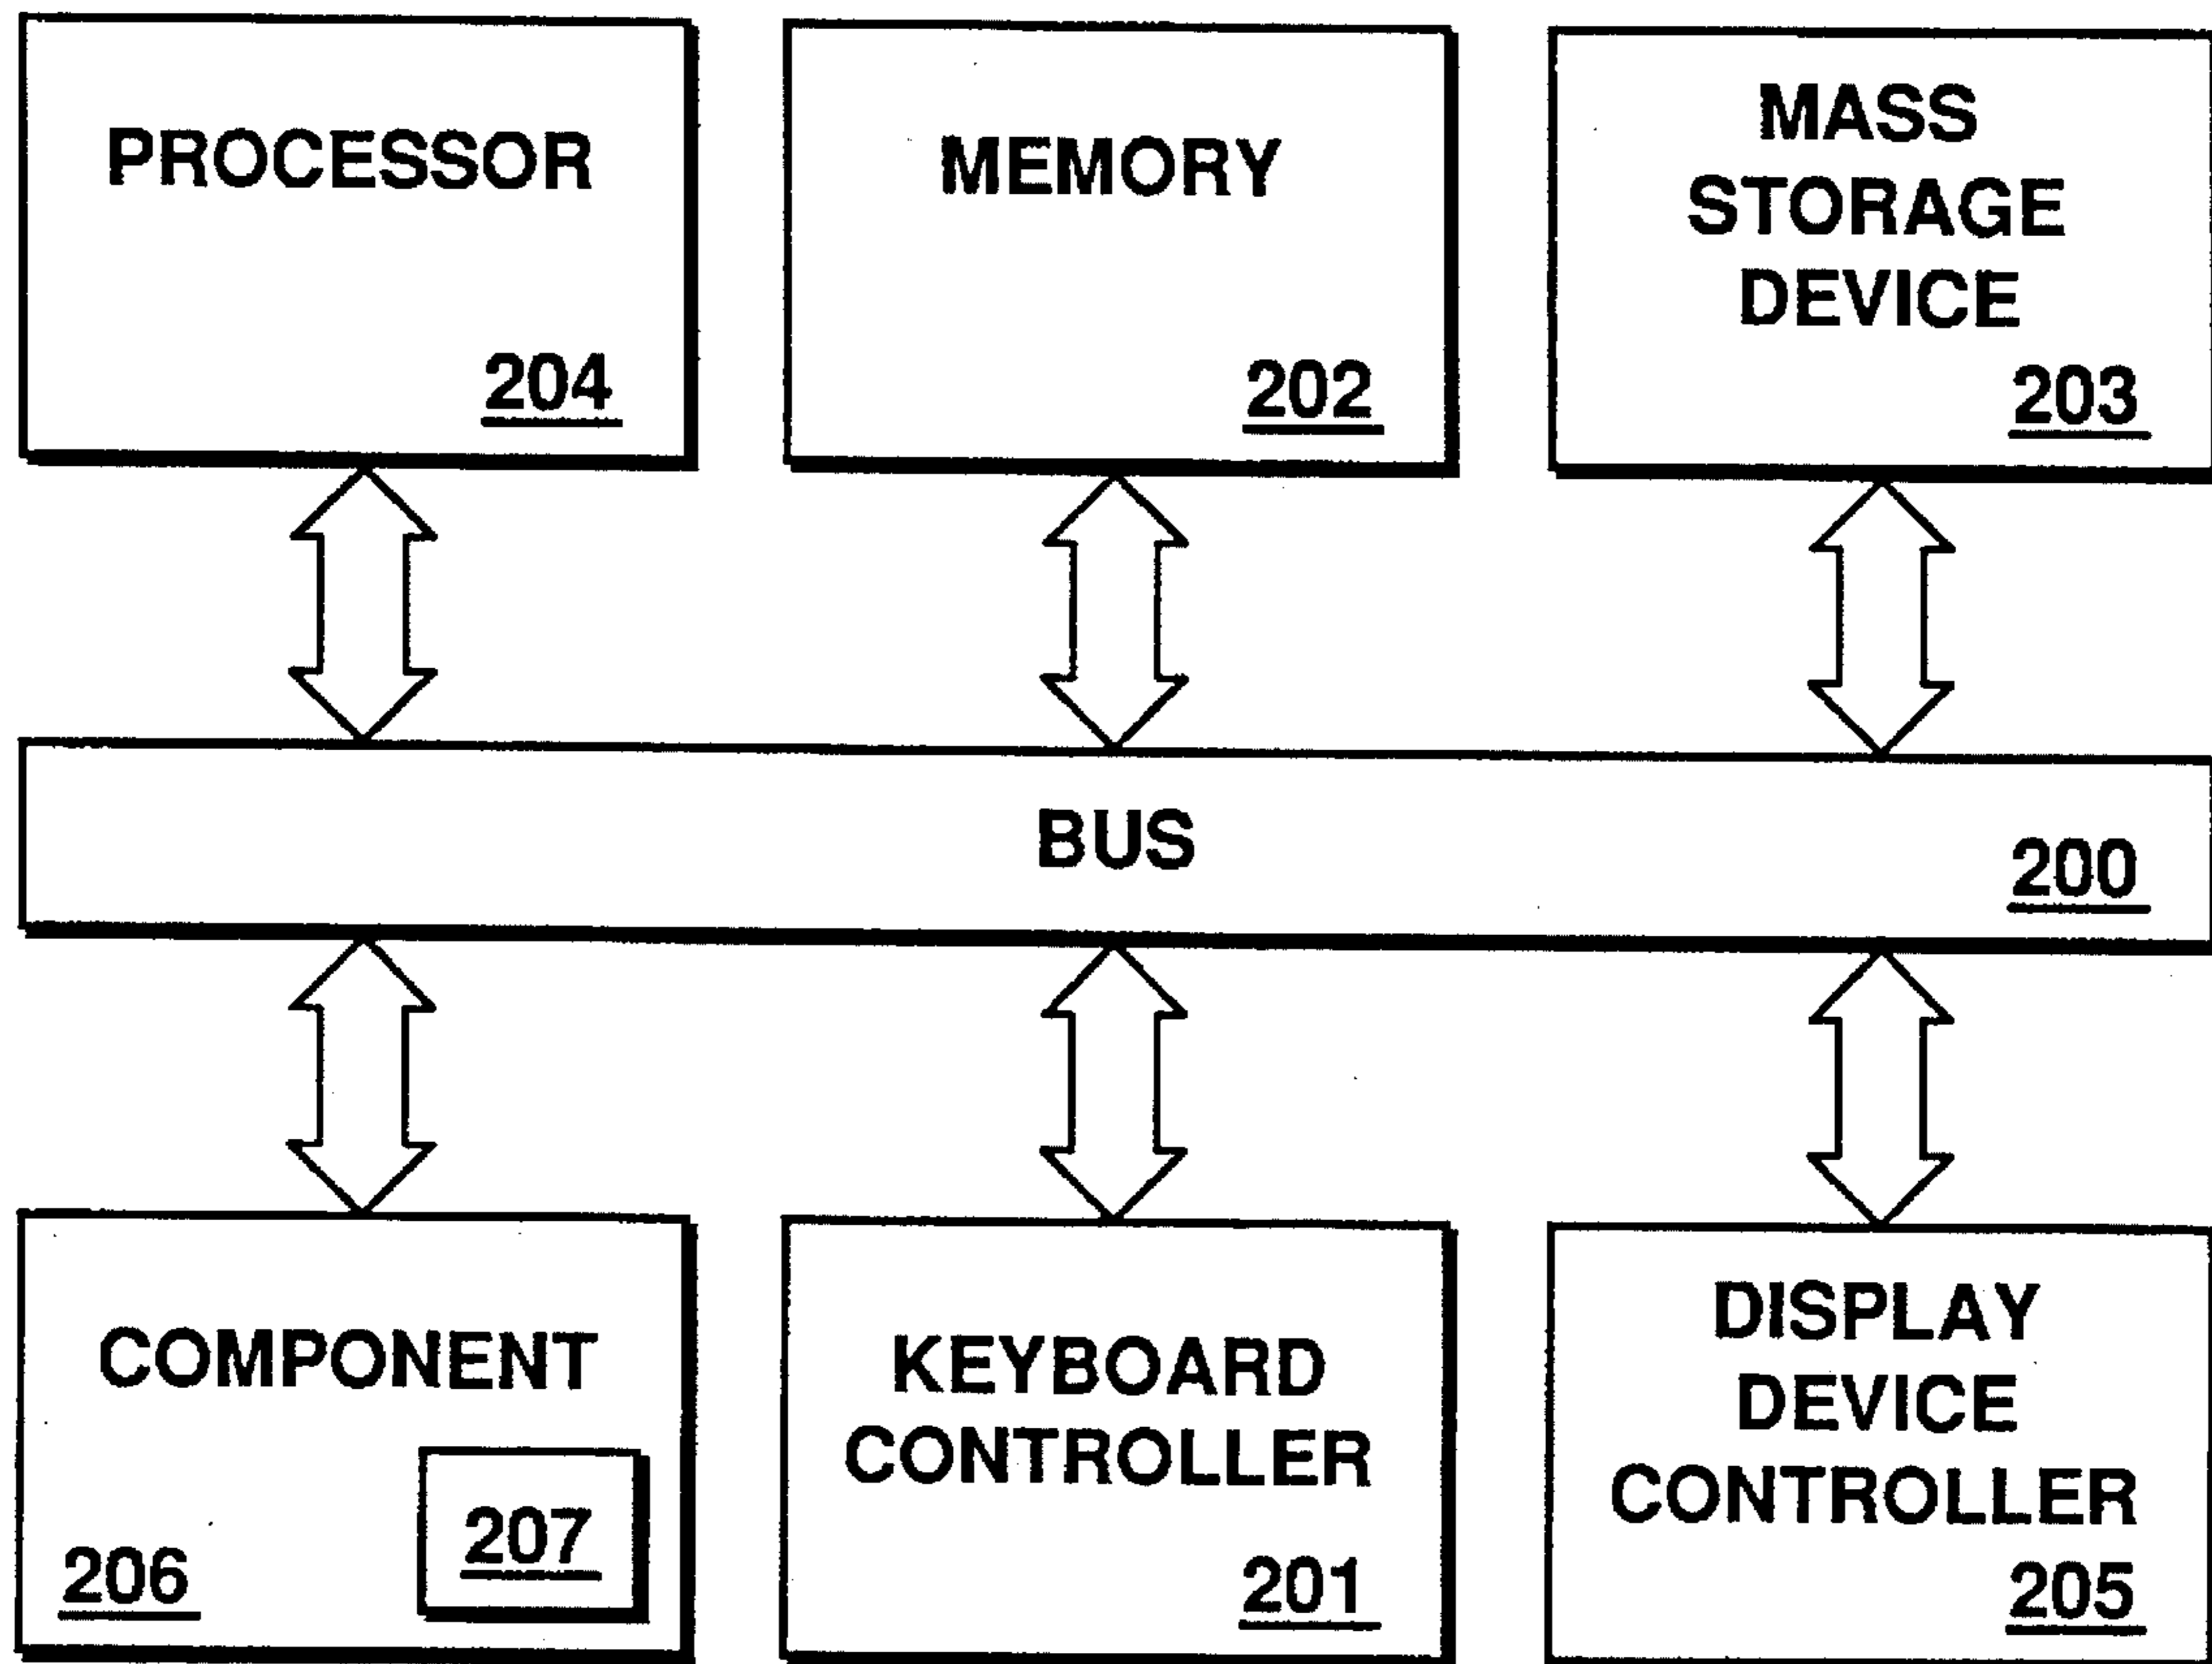 PROCESSOR
204
MEMORY
202
MASS
STORAGE
DEVICE
203
BUS
200
COMPONENT
206
207
KEYBOARD
CONTROLLER
201
DISPLAY
DEVICE
CONTROLLER
205